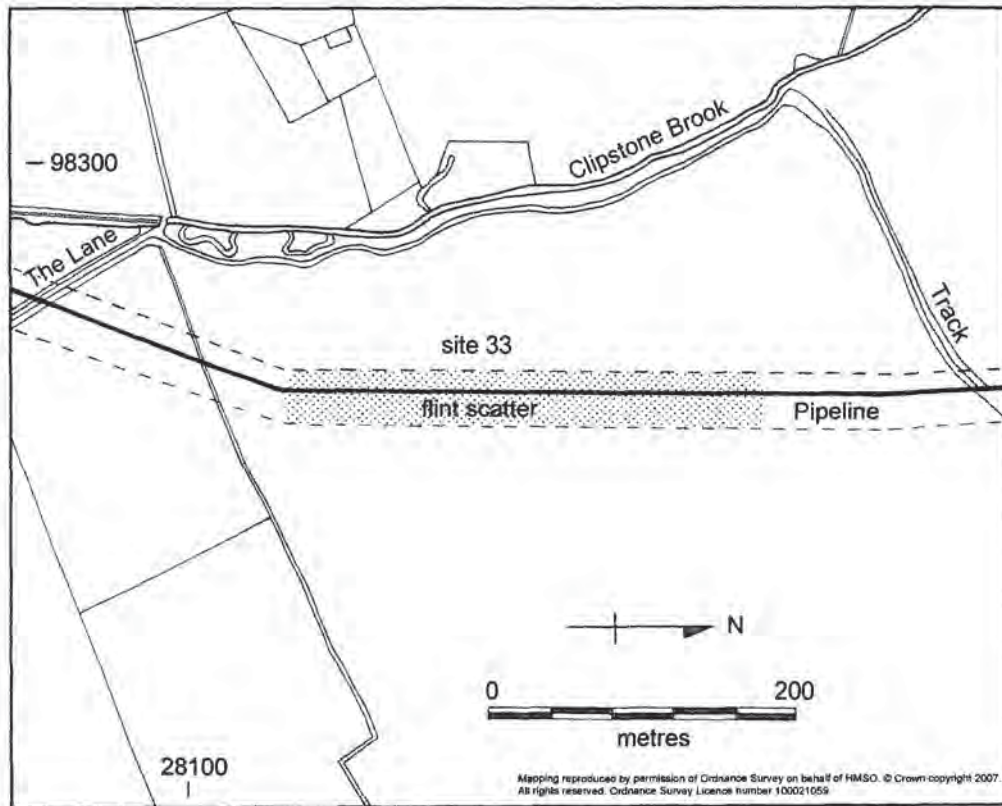 98300
Clipstone Brook
The Lane
Track
site 33
flint scatter
Pipeline
N
0 200
metres
28100
Mapping reproduced by permission of Ordnance Survey on behalf of HMSO. © Crown copyright 2007.
All rights reserved. Ordnance Survey Licence number 100021059